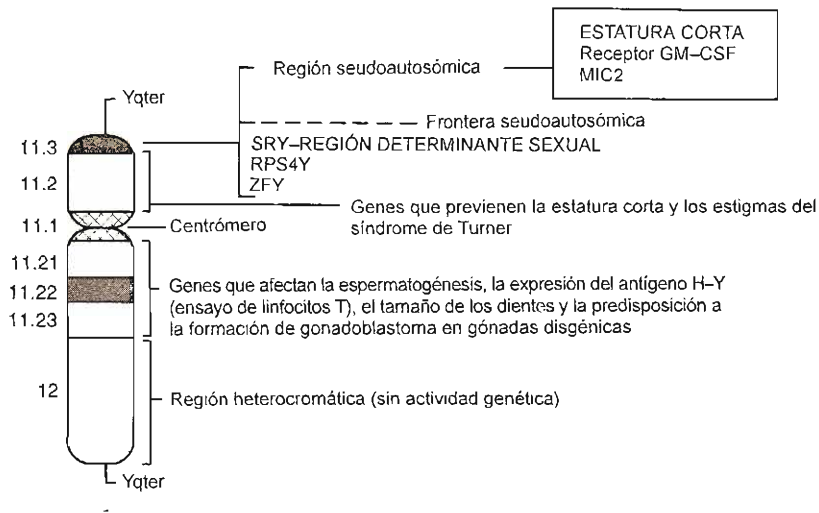 ESTATURA CORTA
Región seudoautosómica
Receptor GM–CSF
MIC2
Yqter
Frontera seudoautosómica
11.3
SRY–REGIÓN DETERMINANTE SEXUAL
RPS4Y
ZFY
11.2
Genes que previenen la estatura corta y los estigmas del
síndrome de Turner
11.1
Centrómero
11.21
11.22
11.23
Genes que afectan la espermatogénesis, la expresión del antígeno H–Y
(ensayo de linfocitos T), el tamaño de los dientes y la predisposición a
la formación de gonadoblastoma en gónadas disgénicas
12
Región heterocromática (sin actividad genética)
Yqter